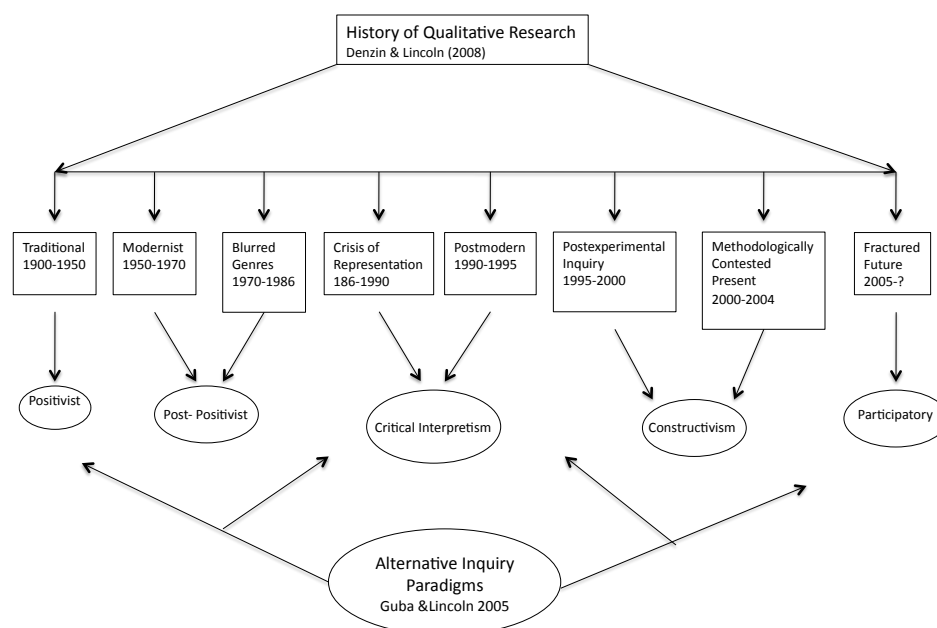 History of Qualitative Research
Denzin & Lincoln (2008)
Traditional
1900-1950
Modernist
1950-1970
Blurred
Genres
1970-1986
Crisis of
Representation
186-1990
Postmodern
1990-1995
Postexperimental
Inquiry
1995-2000
Methodologically
Contested
Present
2000-2004
Fractured
Future
2005-?
Positivist
Post- Positivist
Critical Interpretism
Constructivism
Participatory
Alternative Inquiry
Paradigms
Guba &Lincoln 2005